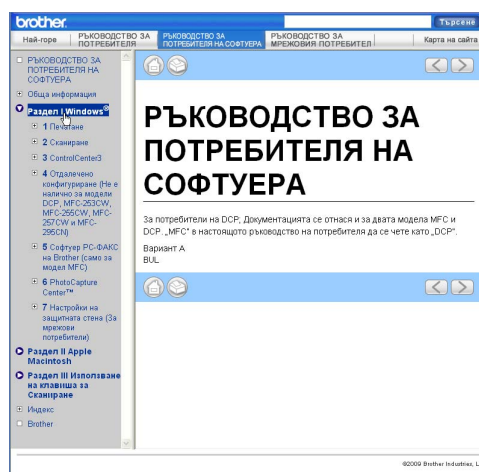 brother.
Търсене
Най-горе
РЪКОВОДСТВО ЗА
ПОТРЕБИТЕЛЯ
РЪКОВОДСТВО ЗА
ПОТРЕБИТЕЛЯ НА СОФТУЕРА
РЪКОВОДСТВО ЗА
МРЕЖОВИЯ ПОТРЕБИТЕЛ
Карта на сайта
РЪКОВОДСТВО ЗА
ПОТРЕБИТЕЛЯ НА
СОФТУЕРА
Обща информация
Раздел I Windows®
1 Печатане
2 Сканиране
3 ControlCenter3
4 Отдалечено
конфигуриране (Не е
налично за модели
DCP, MFC-253CW,
MFC-255CW, MFC-
257CW и MFC-
295CN)
5 Софтуер PC-ФАКС
на Brother (само за
модел MFC)
6 PhotoCapture
Center™
7 Настройки на
защитната стена (За
мрежови
потребители)
Раздел II Apple
Macintosh
Раздел III Използване
на клавиша за
Сканиране
Индекс
Brother
РЪКОВОДСТВО ЗА
ПОТРЕБИТЕЛЯ НА
СОФТУЕРА
За потребители на DCP; Документацията се отнася и за двата модела MFC и
DCP. „MFC" в настоящото ръководство на потребителя да се чете като „DCP".
Вариант A
BUL
©2009 Brother Industries, L